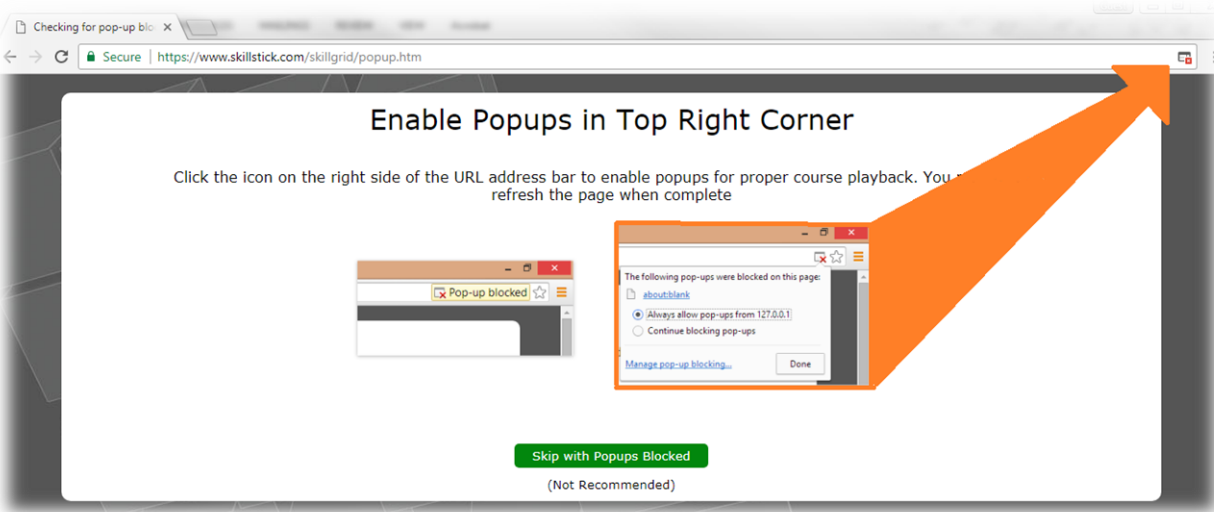 MAILINGS REVIEW VIEW Acrobat
Checking for pop-up blo
Secure | https://www.skillstick.com/skillgrid/popup.htm
Enable Popups in Top Right Corner
Click the icon on the right side of the URL address bar to enable popups for proper course playback. You
refresh the page when complete
Pop-up blocked
The following pop-ups were blocked on this page:
about:blank
Always allow pop-ups from 127.0.0.1
Continue blocking pop-ups
Manage pop-up blocking...
Done
Skip with Popups Blocked
(Not Recommended)